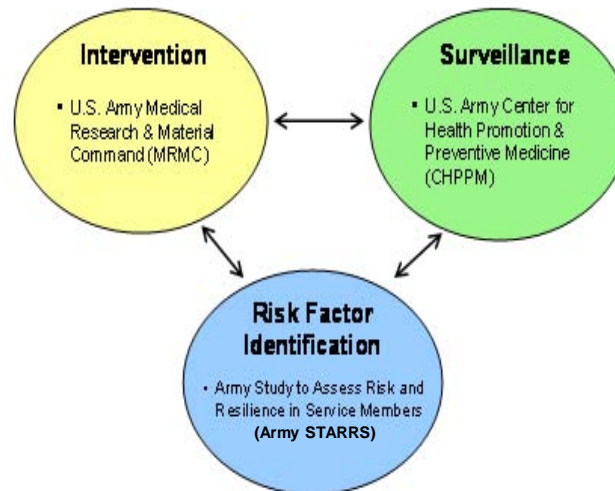 Intervention
▪ U.S. Army Medical
Research & Material
Command (MRMC)
Surveillance
▪ U.S. Army Center for
Health Promotion &
Preventive Medicine
(CHPPM)
Risk Factor
Identification
• Army Study to Assess Risk and
Resilience in Service Members
(Army STARRS)